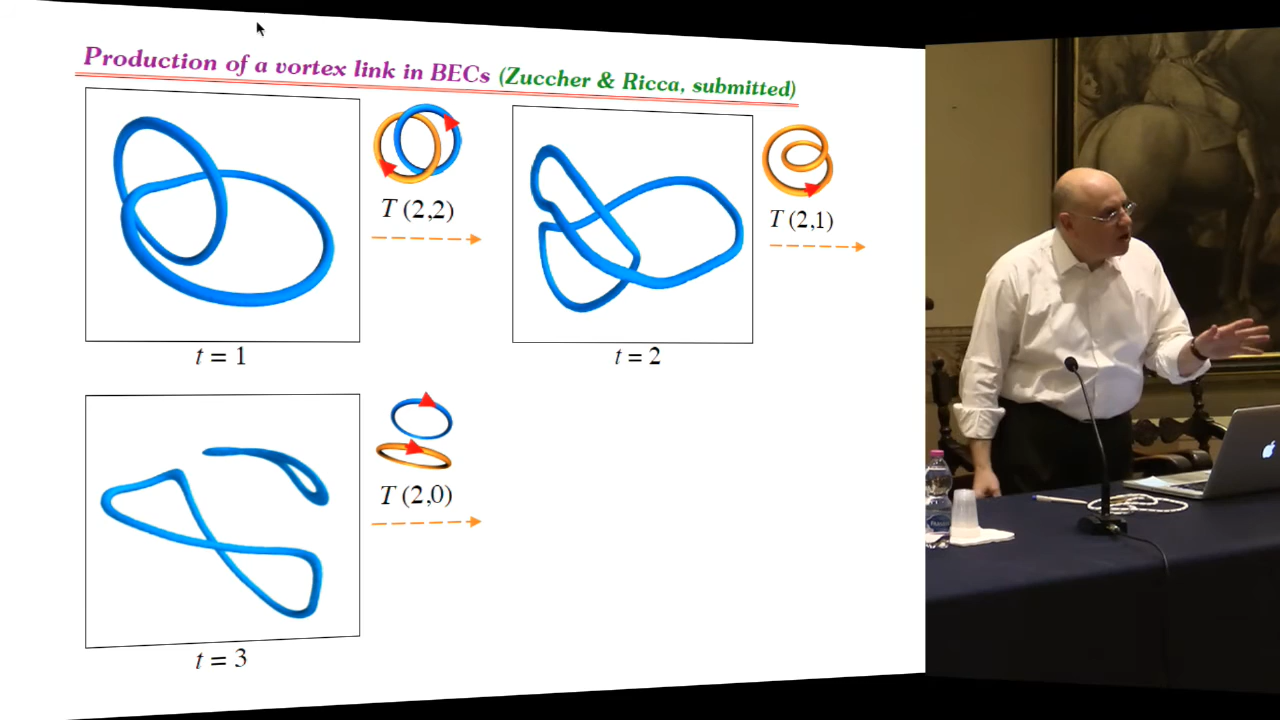 Production of a vortex link in BECs (Zuccher & Ricca, submitted)
T (2,2)
T (2,1)
t = 1
t = 2
T (2,0)
t = 3